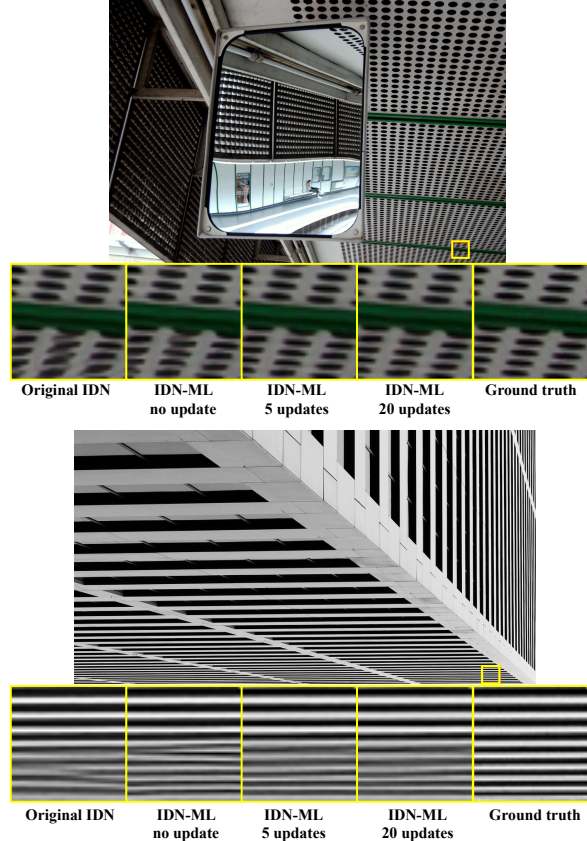 Original IDN IDN-ML IDN-ML IDN-ML Ground truth
no update 5 updates 20 updates
Original IDN IDN-ML IDN-ML IDN-ML Ground truth
no update 5 updates 20 updates